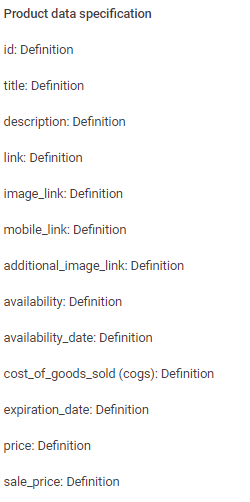 Product data specification
id: Definition
title: Definition
description: Definition
link: Definition
image_link: Definition
mobile_link: Definition
additional_image_link: Definition
availability: Definition
availability_date: Definition
cost_of_goods_sold (cogs): Definition
expiration_date: Definition
price: Definition
sale_price: Definition